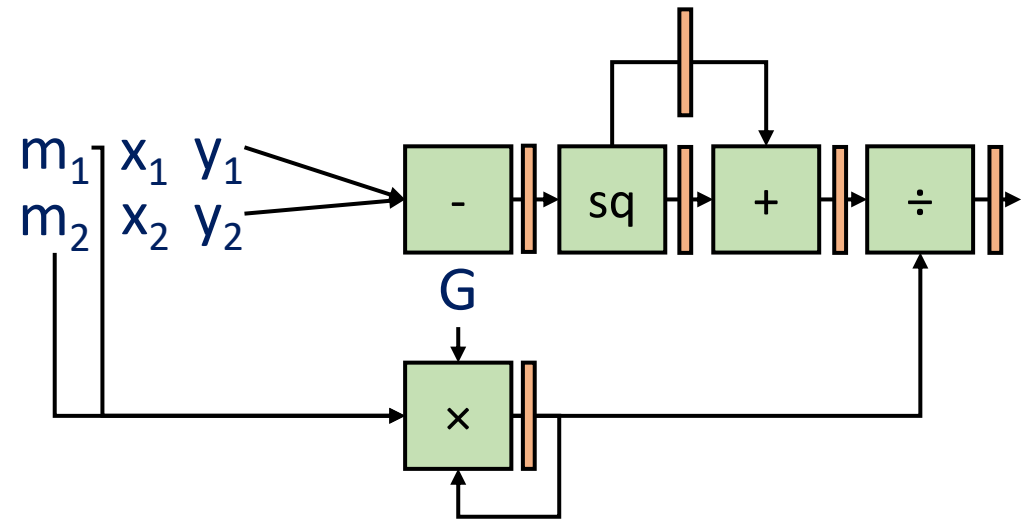 m₁ x₁ y₁
m₂ x₂ y₂
- sq + ÷
G
×